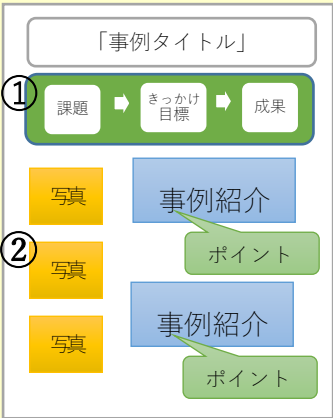 「事例タイトル」
①
課題
きっかけ
目標
成果
写真
事例紹介
ポイント
②
写真
写真
事例紹介
ポイント